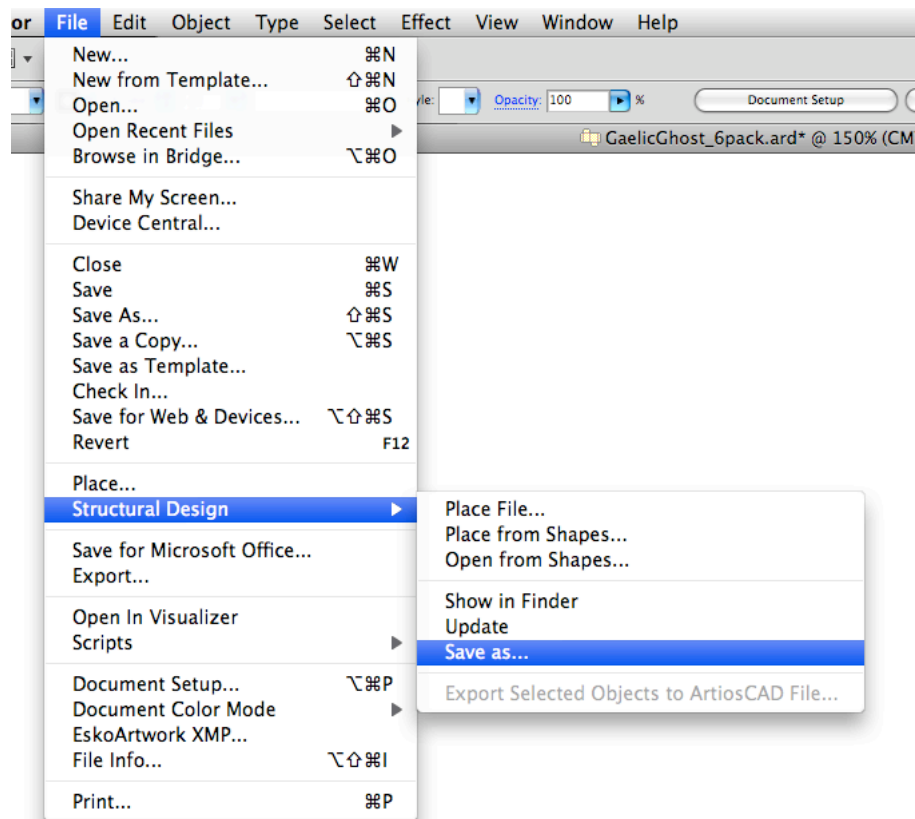 or File Edit Object Type Select Effect View Window Help
yle: Opacity: 100 % Document Setup
GaelicGhost_6pack.ard* @ 150% (CM
New... ⌘N
New from Template... ⇧⌘N
Open... ⌘O
Open Recent Files ▶
Browse in Bridge... ⌥⌘O
Share My Screen...
Device Central...
Close ⌘W
Save ⌘S
Save As... ⇧⌘S
Save a Copy... ⌥⌘S
Save as Template...
Check In...
Save for Web & Devices... ⌥⇧⌘S
Revert F12
Place...
Structural Design ▶
Save for Microsoft Office...
Export...
Open In Visualizer
Scripts ▶
Document Setup... ⌥⌘P
Document Color Mode ▶
EskoArtwork XMP...
File Info... ⌥⇧⌘I
Print... ⌘P
Place File...
Place from Shapes...
Open from Shapes...
Show in Finder
Update
Save as...
Export Selected Objects to ArtiosCAD File...